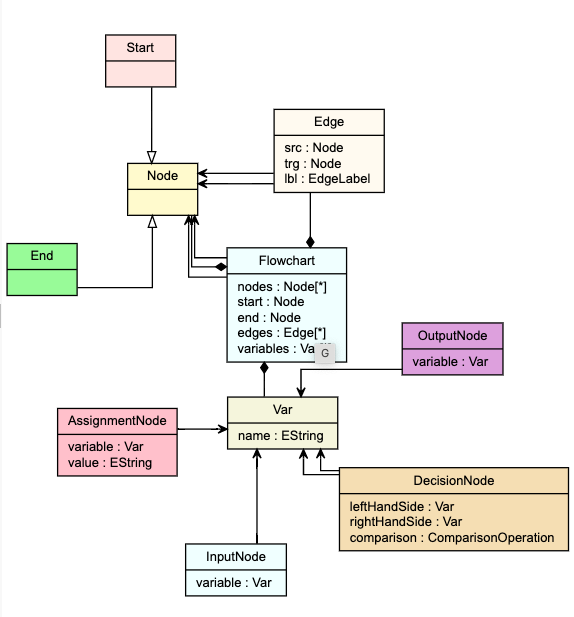 Start
Edge
src : Node
trg : Node
lbl : EdgeLabel
Node
End
Flowchart
nodes : Node[*]
start : Node
end : Node
edges : Edge[*]
variables :
G
OutputNode
variable : Var
Var
name : EString
AssignmentNode
variable : Var
value : EString
DecisionNode
leftHandSide : Var
rightHandSide : Var
comparison : ComparisonOperation
InputNode
variable : Var